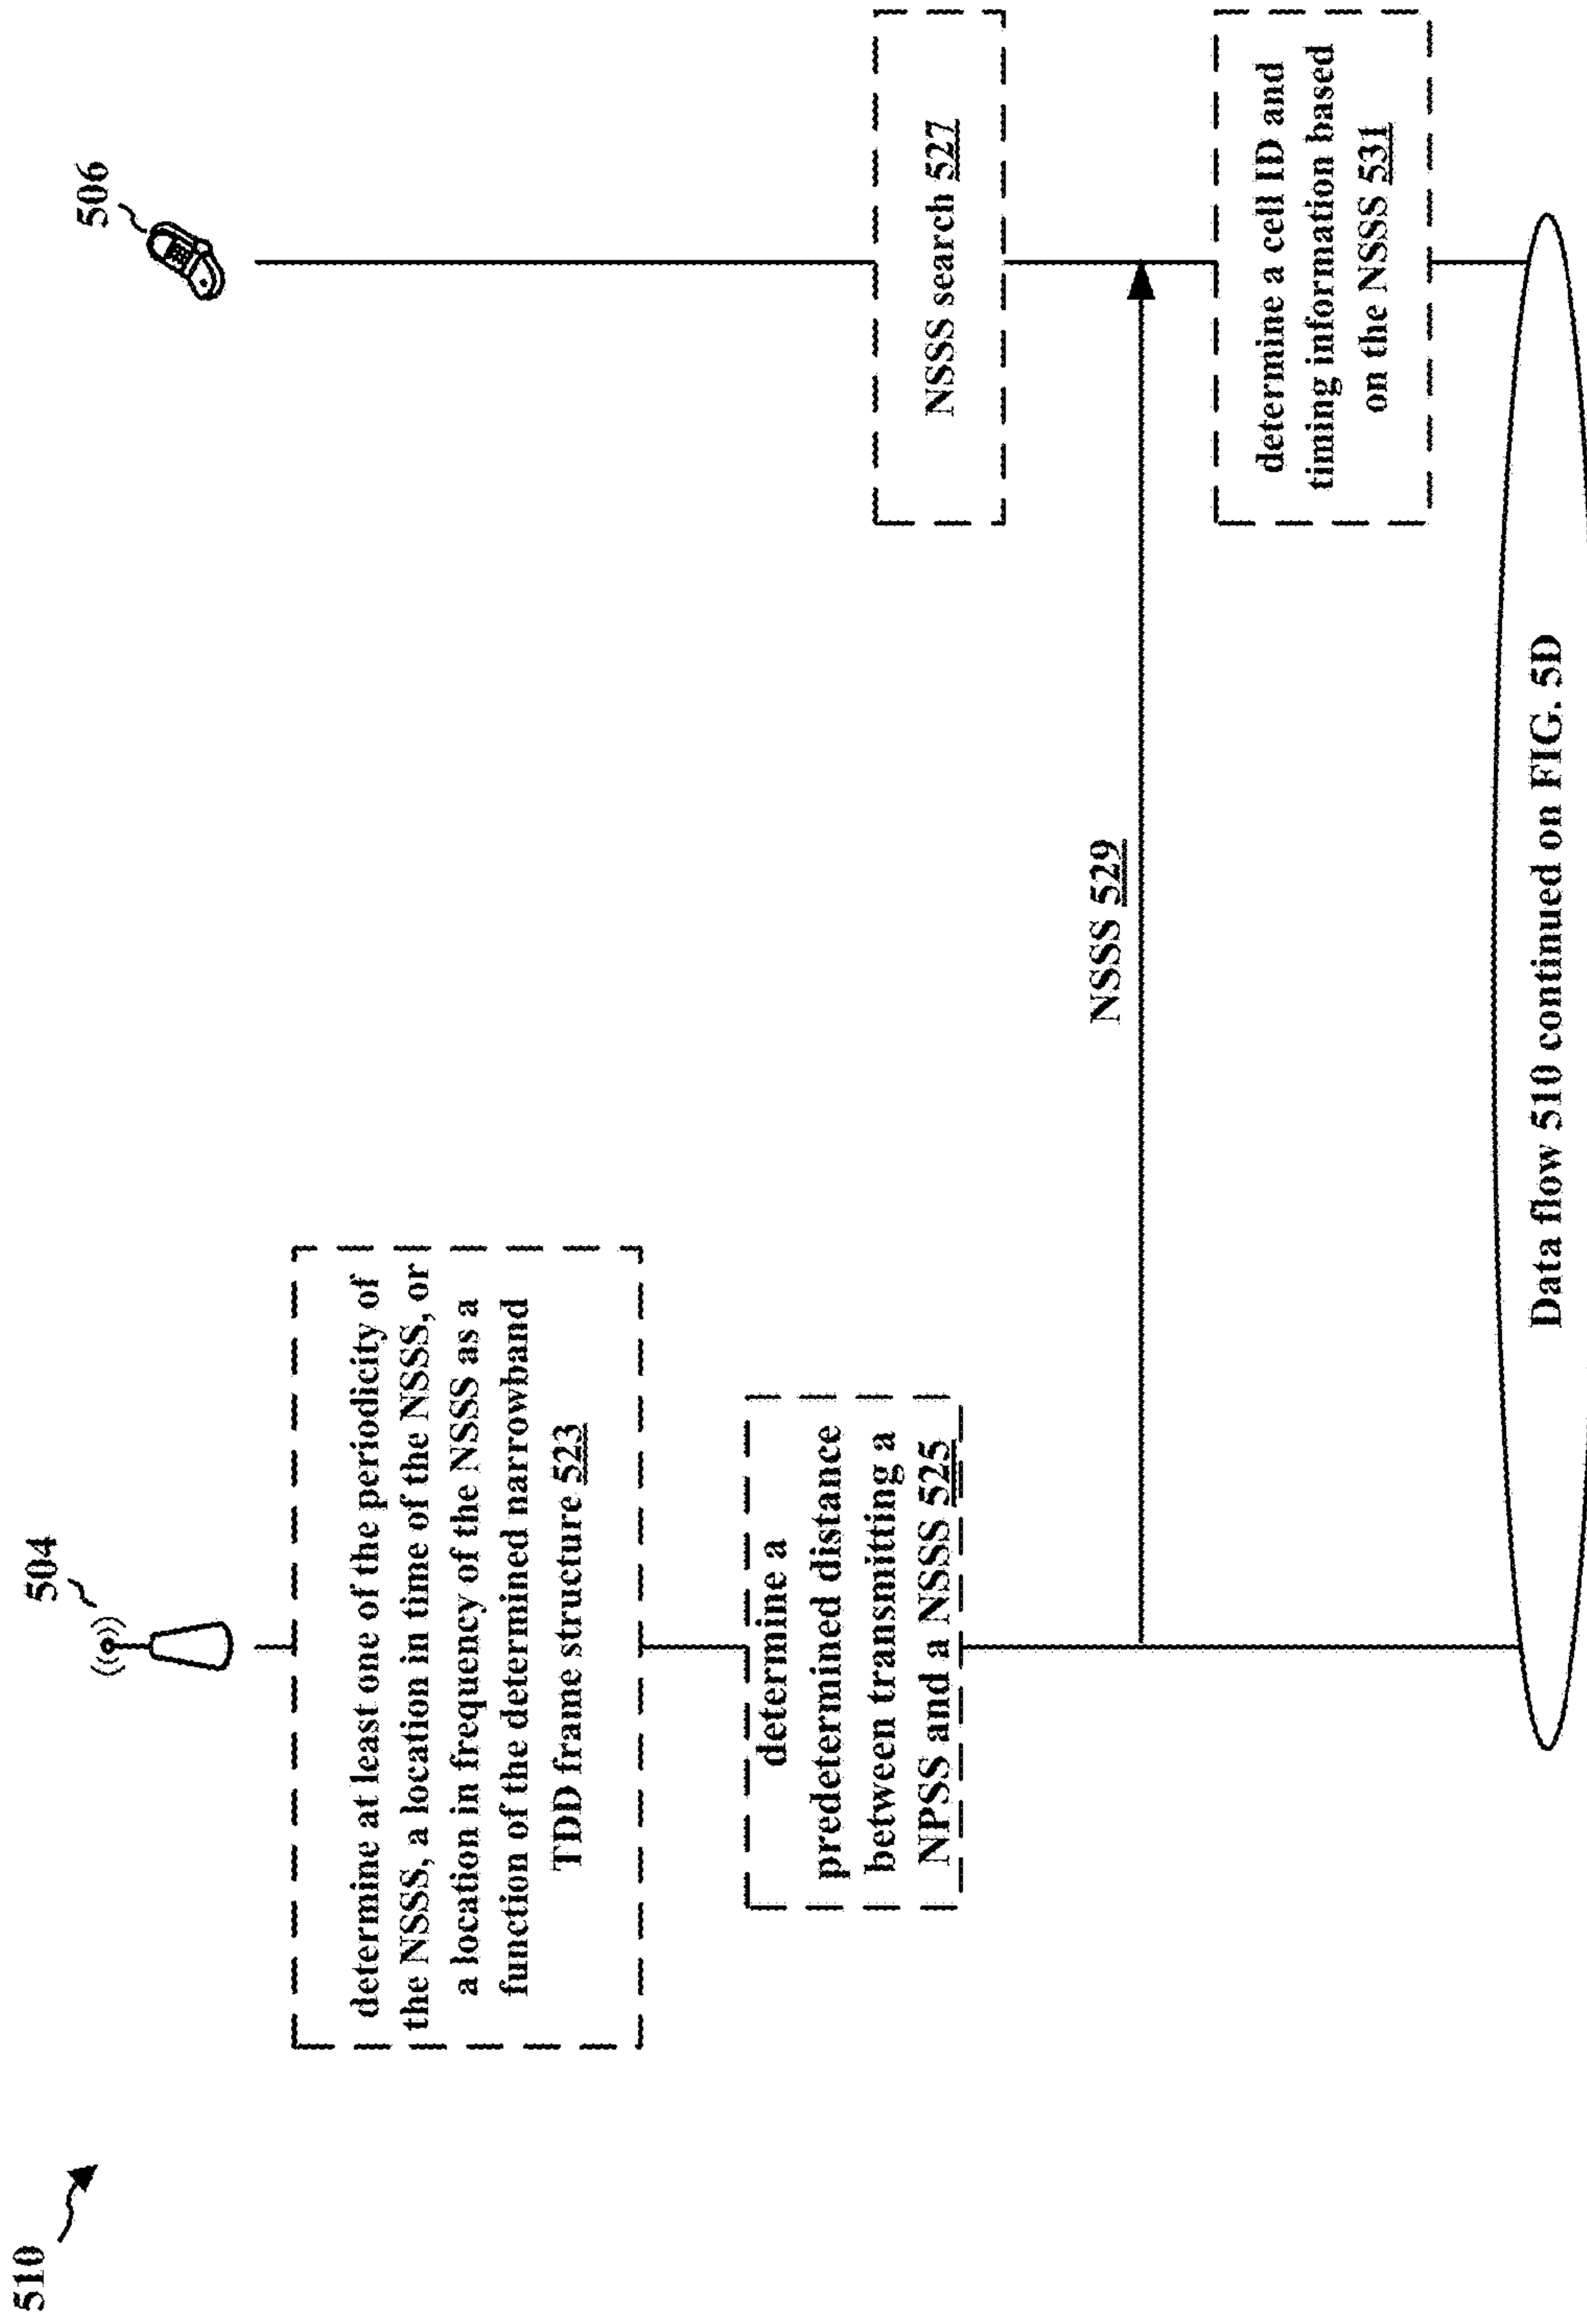 510
504
506
determine at least one of the periodicity of
the NSSS, a location in time of the NSSS, or
a location in frequency of the NSSS as a
function of the determined narrowband
TDD frame structure 523
determine a
predetermined distance
between transmitting a
NPSS and a NSSS 525
NSSS search 527
NSSS 529
determine a cell ID and
timing information based
on the NSSS 531
Data flow 510 continued on FIG. 5D